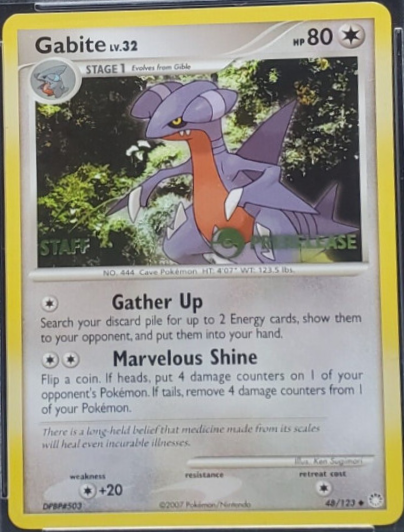 Gabite LV.32 HP 80
STAGE 1 Evolves from Gible
STAFF PRERELEASE
NO. 444 Cave Pokémon HT: 4'07" WT: 123.5 lbs.
Gather Up
Search your discard pile for up to 2 Energy cards, show them
to your opponent, and put them into your hand.
Marvelous Shine
Flip a coin. If heads, put 4 damage counters on 1 of your
opponent's Pokémon. If tails, remove 4 damage counters from 1
of your Pokémon.
There is a long-held belief that medicine made from its scales
will heal even incurable illnesses.
Illus. Ken Sugimori
weakness resistance retreat cost
+20
DPBP#503 ©2007 Pokémon/Nintendo 48/123